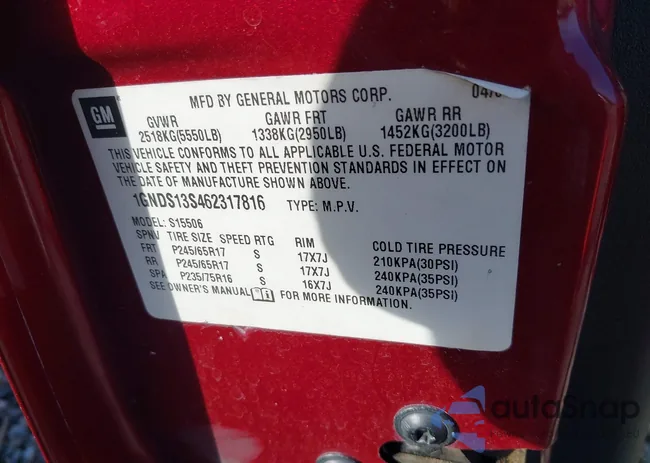 MFD BY GENERAL MOTORS CORP. 04/0
GM
GVWR GAWR FRT GAWR RR
2518KG(5550LB) 1338KG(2950LB) 1452KG(3200LB)
THIS VEHICLE CONFORMS TO ALL APPLICABLE U.S. FEDERAL MOTOR
VEHICLE SAFETY AND THEFT PREVENTION STANDARDS IN EFFECT ON
THE DATE OF MANUFACTURE SHOWN ABOVE.
1GNDS13S462317816 TYPE: M.P.V.
MODEL: S15506
SPNU TIRE SIZE SPEED RTG RIM COLD TIRE PRESSURE
FRT P245/65R17 S 17X7J 210KPA(30PSI)
RR P245/65R17 S 17X7J 240KPA(35PSI)
SPA P235/75R16 S 16X7J 240KPA(35PSI)
SEE OWNER'S MANUAL FOR MORE INFORMATION.
autoSnap